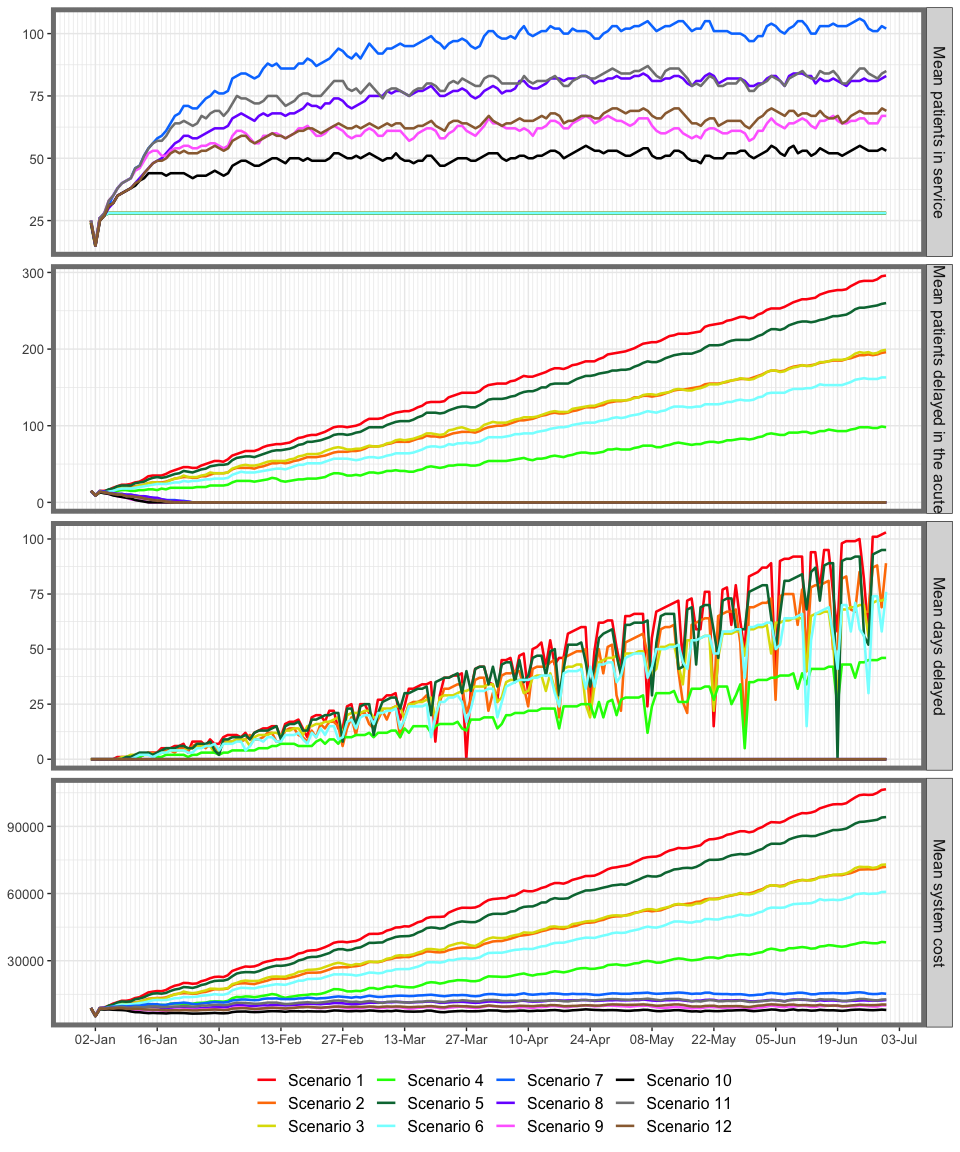 100
75
50
25
Mean patients in service
300
200
100
0
Mean patients delayed in the acute
100
75
50
25
0
Mean days delayed
90000
60000
30000
Mean system cost
02-Jan 16-Jan 30-Jan 13-Feb 27-Feb 13-Mar 27-Mar 10-Apr 24-Apr 08-May 22-May 05-Jun 19-Jun 03-Jul
Scenario 1 Scenario 4 Scenario 7 Scenario 10
Scenario 2 Scenario 5 Scenario 8 Scenario 11
Scenario 3 Scenario 6 Scenario 9 Scenario 12